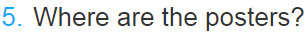 5. Where are the posters?